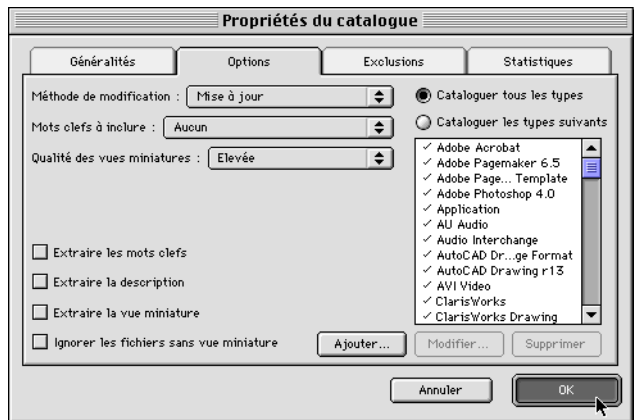 Propriétés du catalogue
Généralités
Options
Exclusions
Statistiques
Méthode de modification : Mise à jour
Mots clefs à inclure : Aucun
Qualité des vues miniatures : Elevée
Extraire les mots clefs
Extraire la description
Extraire la vue miniature
Ignorer les fichiers sans vue miniature
Cataloguer tous les types
Cataloguer les types suivants
Adobe Acrobat
Adobe Pagemaker 6.5
Adobe Page... Template
Adobe Photoshop 4.0
Application
AU Audio
Audio Interchange
AutoCAD Dr...ge Format
AutoCAD Drawing r13
AVI Video
ClarisWorks
ClarisWorks Drawing
Ajouter...
Modifier...
Supprimer
Annuler
OK